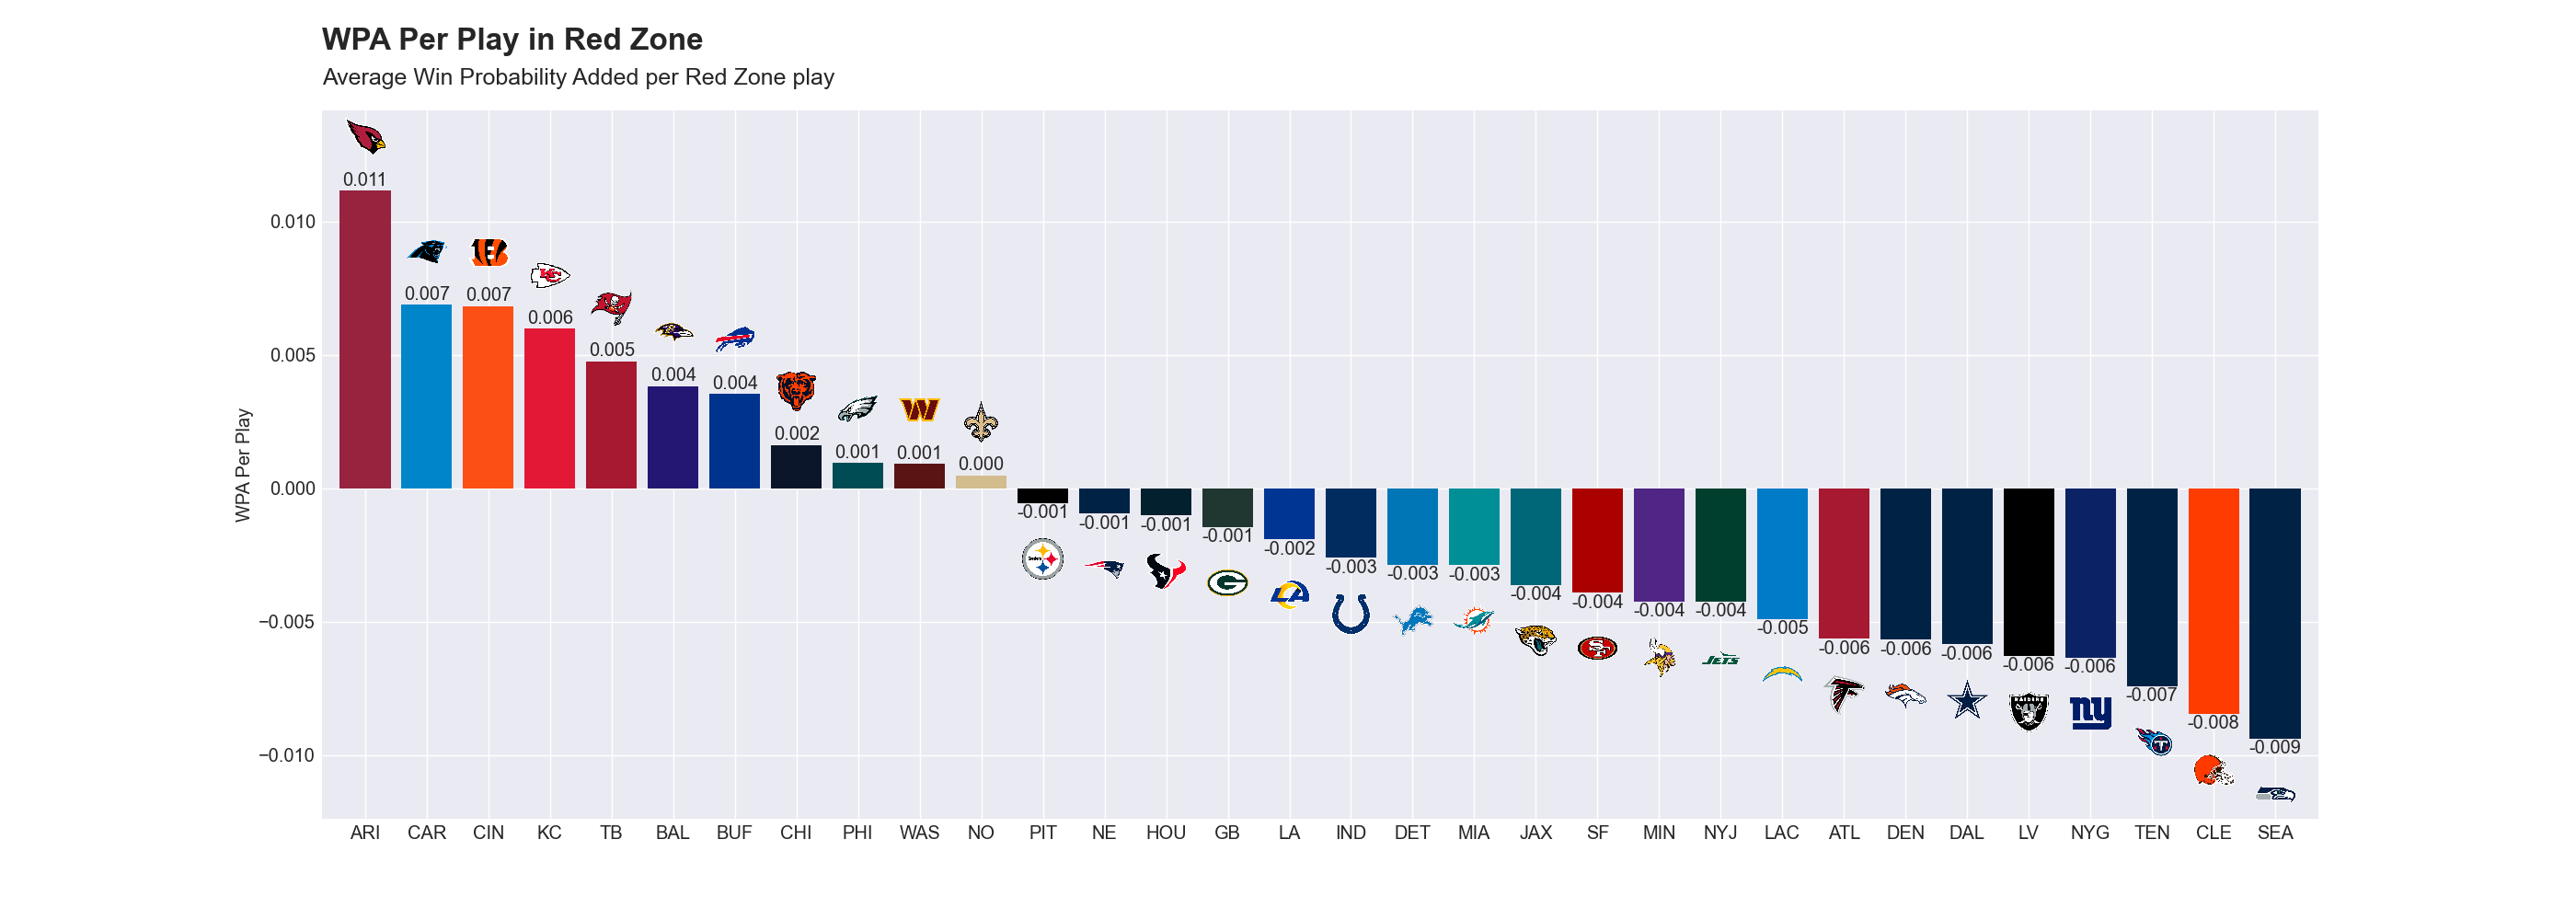 WPA Per Play in Red Zone
Average Win Probability Added per Red Zone play
WPA Per Play
0.010
0.005
0.000
−0.005
−0.010
0.011
0.007
0.007
0.006
0.005
0.004
0.004
0.002
0.001
0.001
0.000
-0.001
-0.001
-0.001
-0.001
-0.002
-0.003
-0.003
-0.003
-0.004
-0.004
-0.004
-0.004
-0.005
-0.006
-0.006
-0.006
-0.006
-0.006
-0.007
-0.008
-0.009
KC
W
G
LA
SF
JETS
RAIDERS
ny
T
ARI CAR CIN KC TB BAL BUF CHI PHI WAS NO PIT NE HOU GB LA IND DET MIA JAX SF MIN NYJ LAC ATL DEN DAL LV NYG TEN CLE SEA